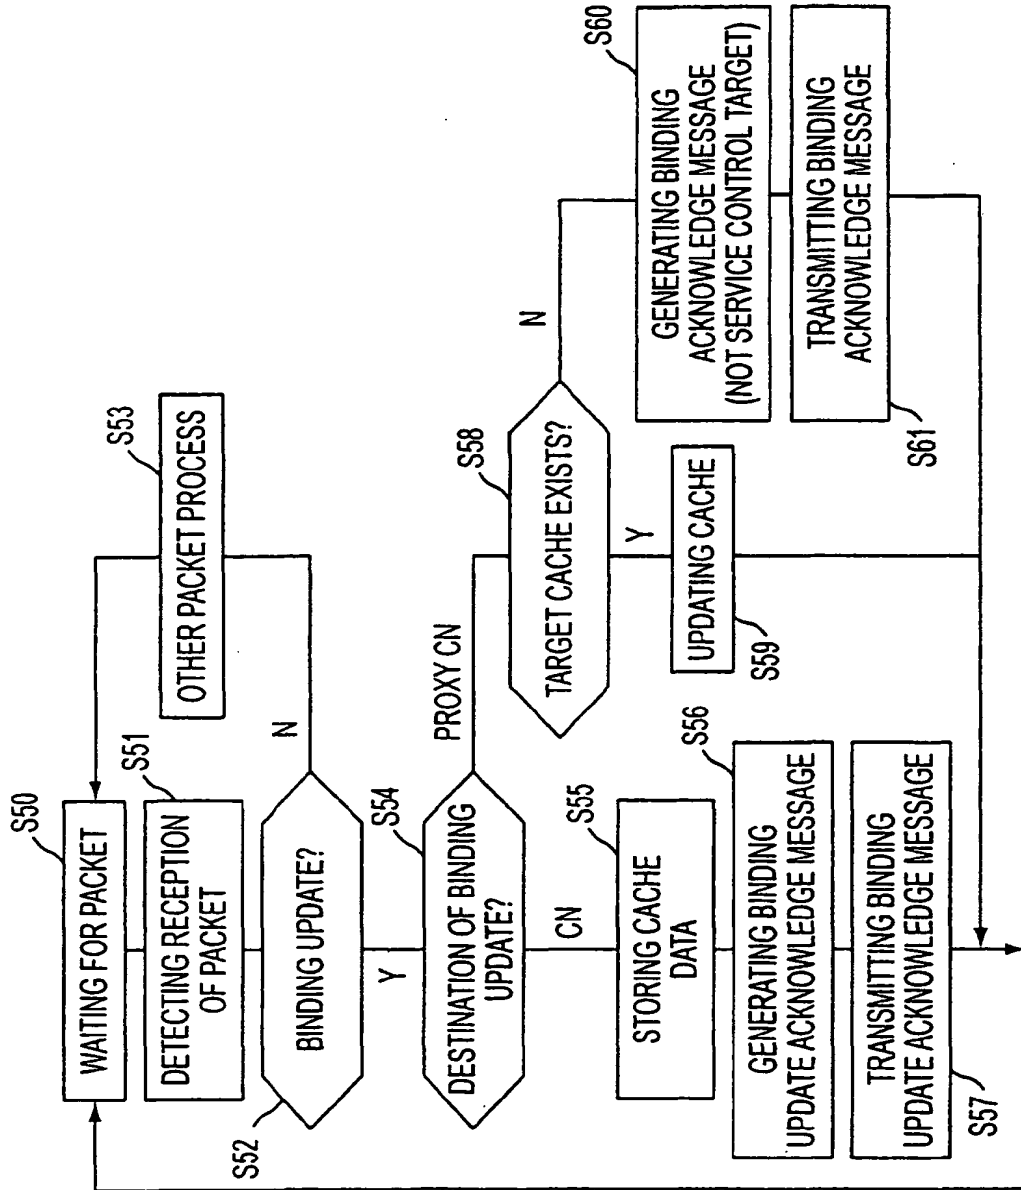 S50
WAITING FOR PACKET
S51
DETECTING RECEPTION
OF PACKET
S52
BINDING UPDATE?
N
Y
S53
OTHER PACKET PROCESS
S54
DESTINATION OF BINDING
UPDATE?
PROXY CN
CN
S55
STORING CACHE
DATA
S56
GENERATING BINDING
UPDATE ACKNOWLEDGE MESSAGE
TRANSMITTING BINDING
UPDATE ACKNOWLEDGE MESSAGE
S57
S58
TARGET CACHE EXISTS?
N
Y
UPDATING CACHE
S59
S60
GENERATING BINDING
ACKNOWLEDGE MESSAGE
(NOT SERVICE CONTROL TARGET)
TRANSMITTING BINDING
ACKNOWLEDGE MESSAGE
S61